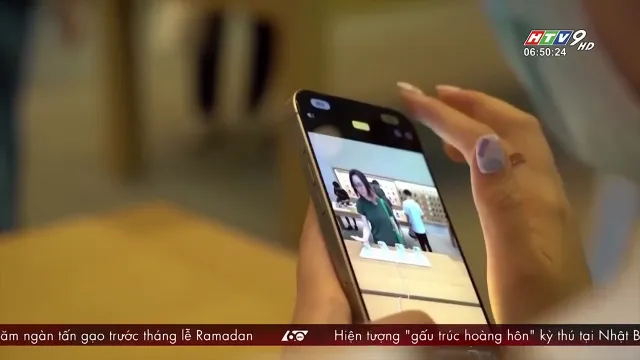 HTV9 HD
06:50:24
ăm ngàn tấn gạo trước tháng lễ Ramadan 60 Hiện tượng "gấu trúc hoàng hôn" kỳ thú tại Nhật B